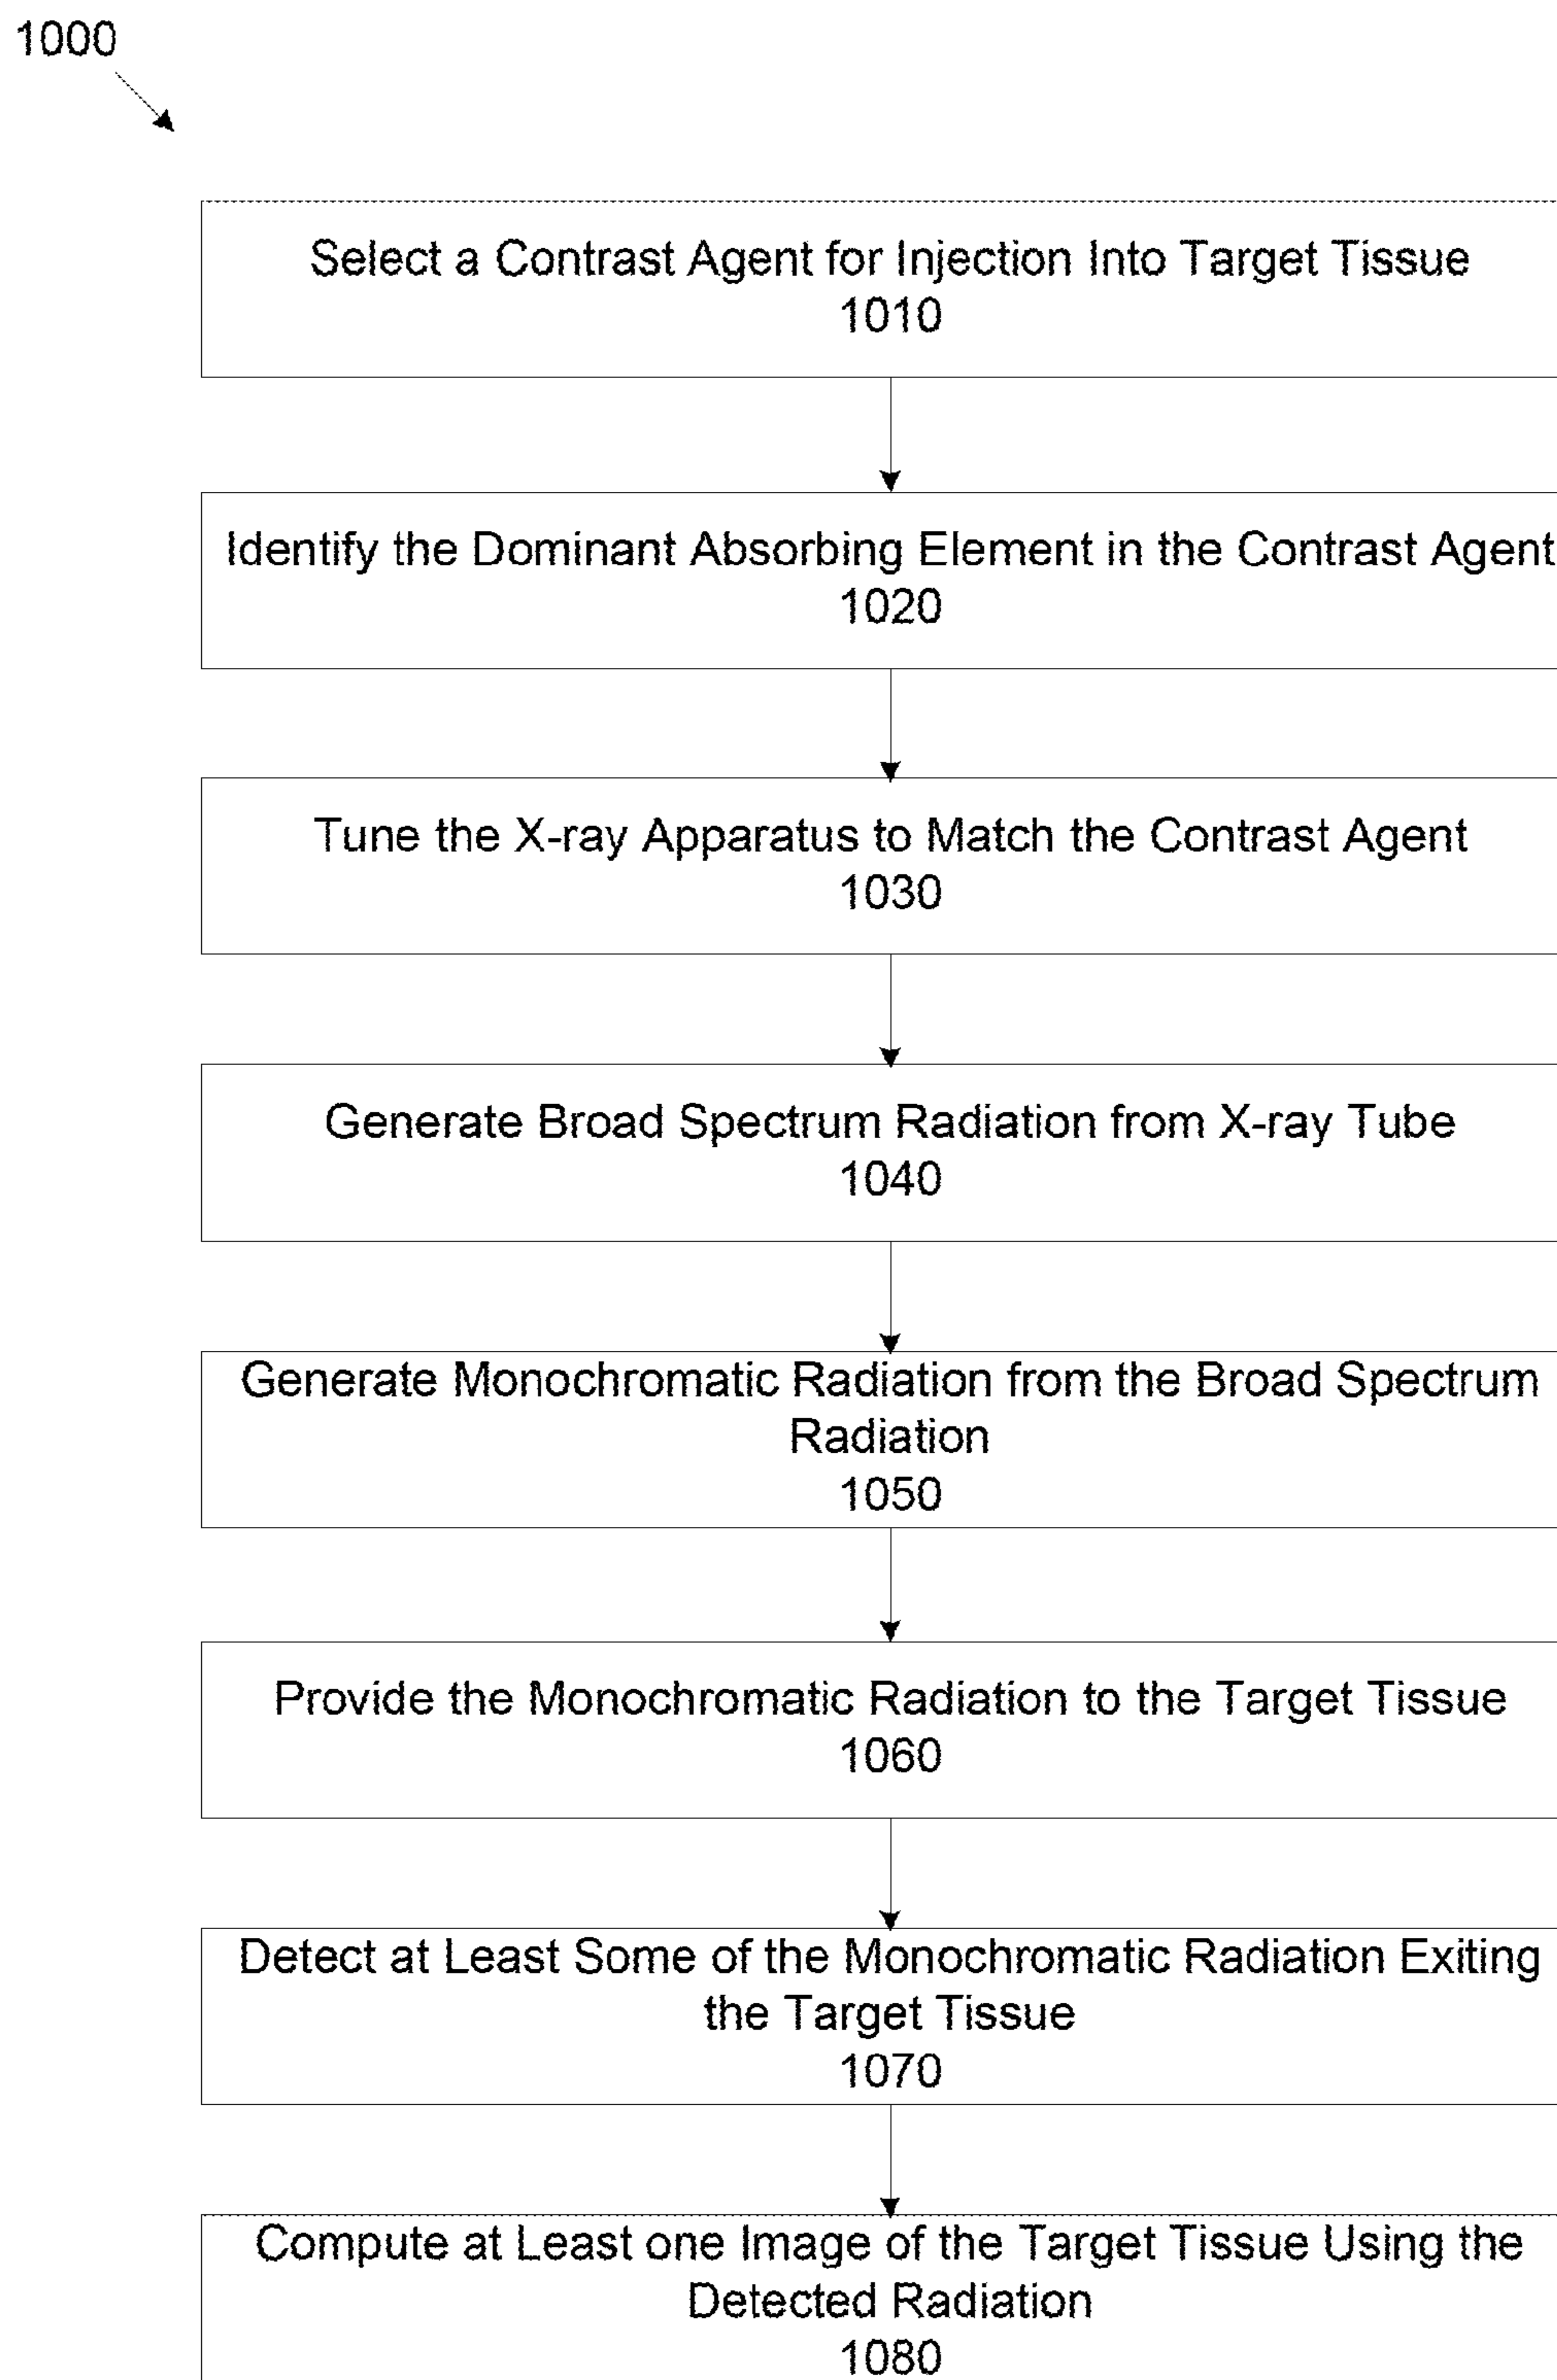 1000
Select a Contrast Agent for Injection Into Target Tissue
1010
Identify the Dominant Absorbing Element in the Contrast Agent
1020
Tune the X-ray Apparatus to Match the Contrast Agent
1030
Generate Broad Spectrum Radiation from X-ray Tube
1040
Generate Monochromatic Radiation from the Broad Spectrum
Radiation
1050
Provide the Monochromatic Radiation to the Target Tissue
1060
Detect at Least Some of the Monochromatic Radiation Exiting
the Target Tissue
1070
Compute at Least one Image of the Target Tissue Using the
Detected Radiation
1080